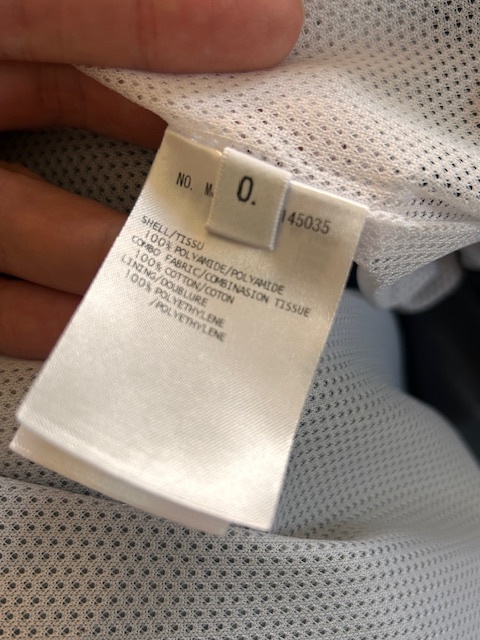 NO. M
0.
145035
SHELL/TISSU
100% POLYAMIDE/POLYAMIDE
COMBO FABRIC/COMBINASION TISSUE
100% COTTON/COTON
LINING/DOUBLURE
100% POLYETHYLENE
/POLYETHYLENE